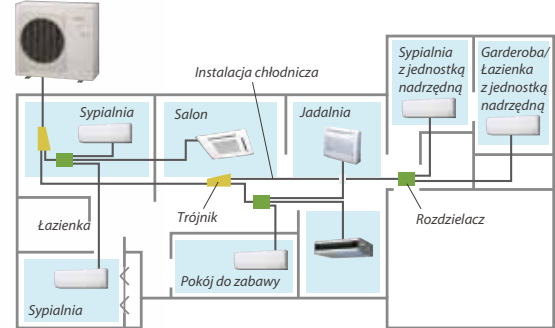 Sypialnia
z jednostką
nadrzędną
Garderoba/
Łazienka
z jednostką
nadrzędną
Instalacja chłodnicza
Sypialnia
Salon
Jadalnia
Łazienka
Trójnik
Rozdzielacz
Pokój do zabawy
Sypialnia